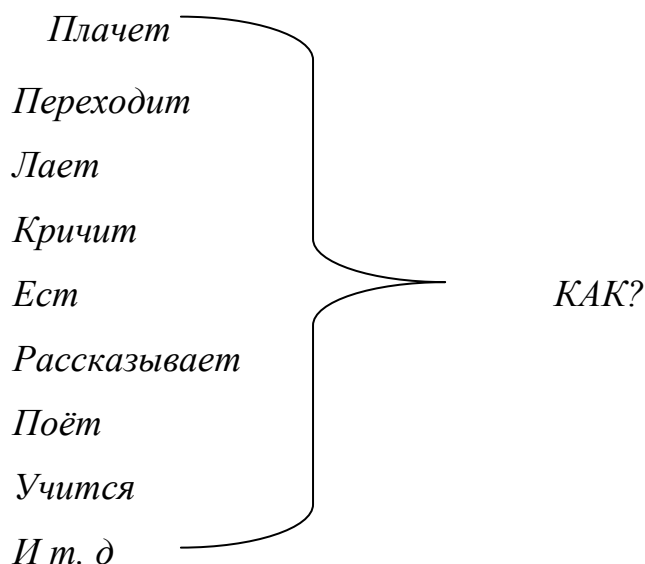 Плачет
Переходит
Лает
Кричит
Ест
КАК?
Рассказывает
Поёт
Учится
И т. д